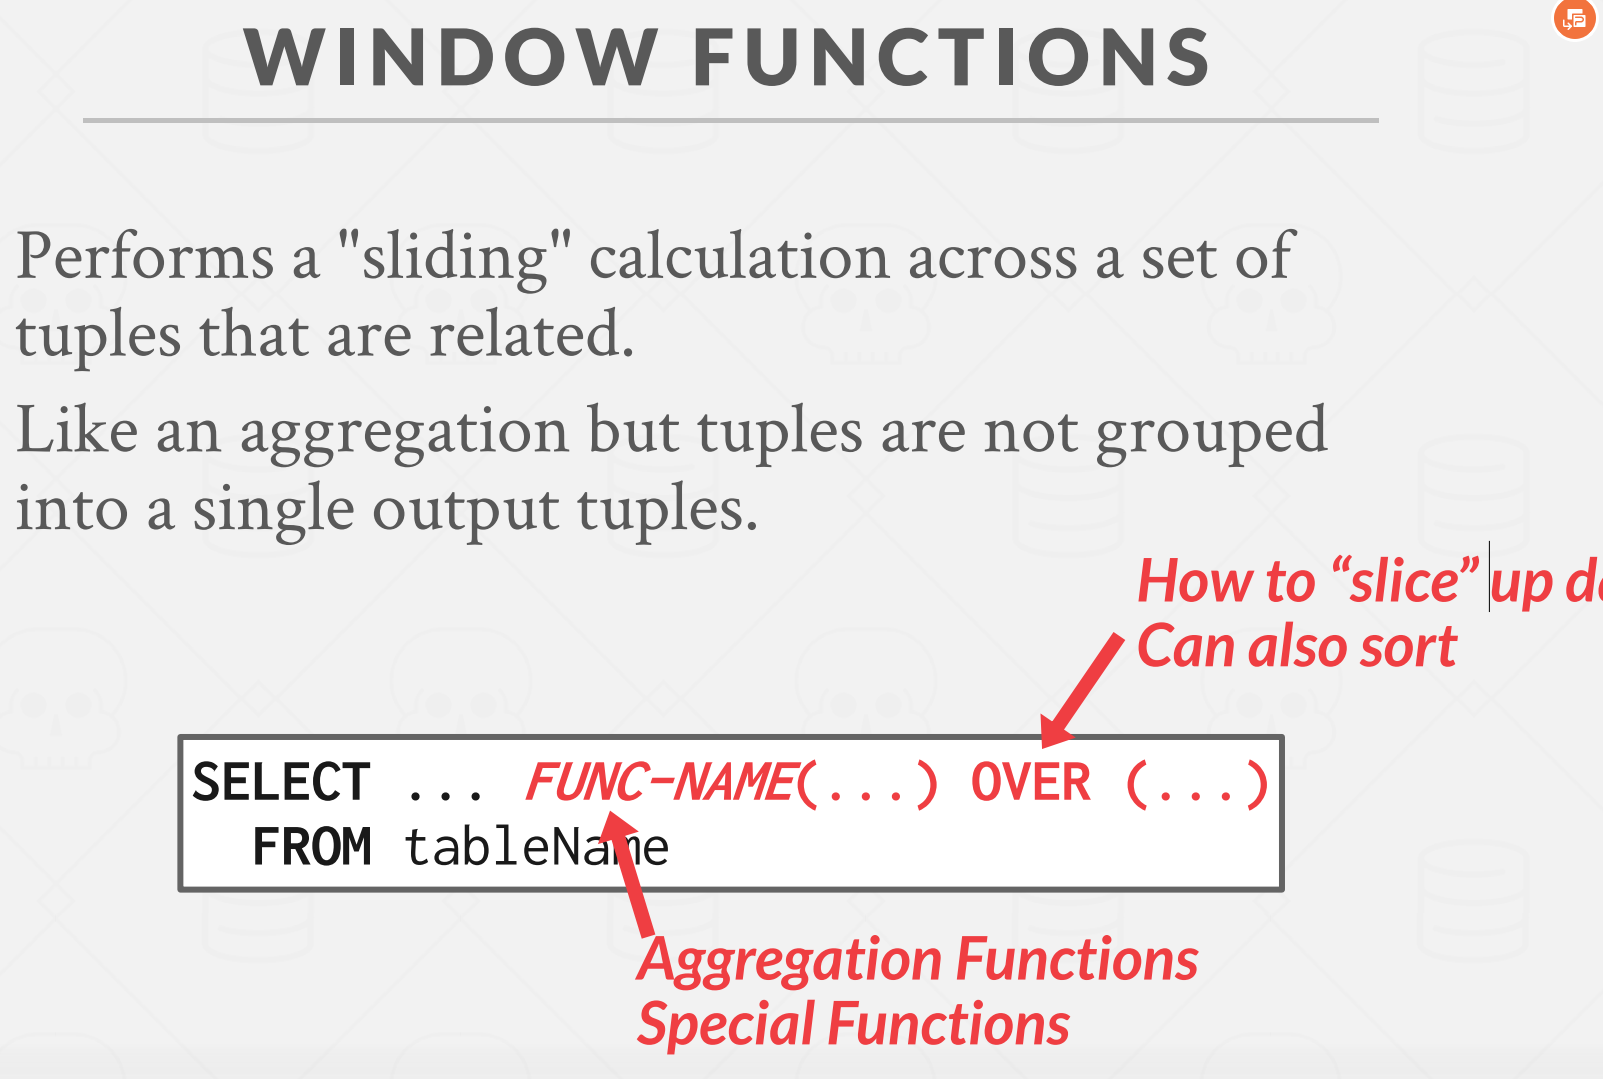 WINDOW FUNCTIONS
Performs a "sliding" calculation across a set of
tuples that are related.
Like an aggregation but tuples are not grouped
into a single output tuples.
How to “slice” up
Can also sort
SELECT ... FUNC-NAME(...) OVER (...)
FROM tableName
Aggregation Functions
Special Functions